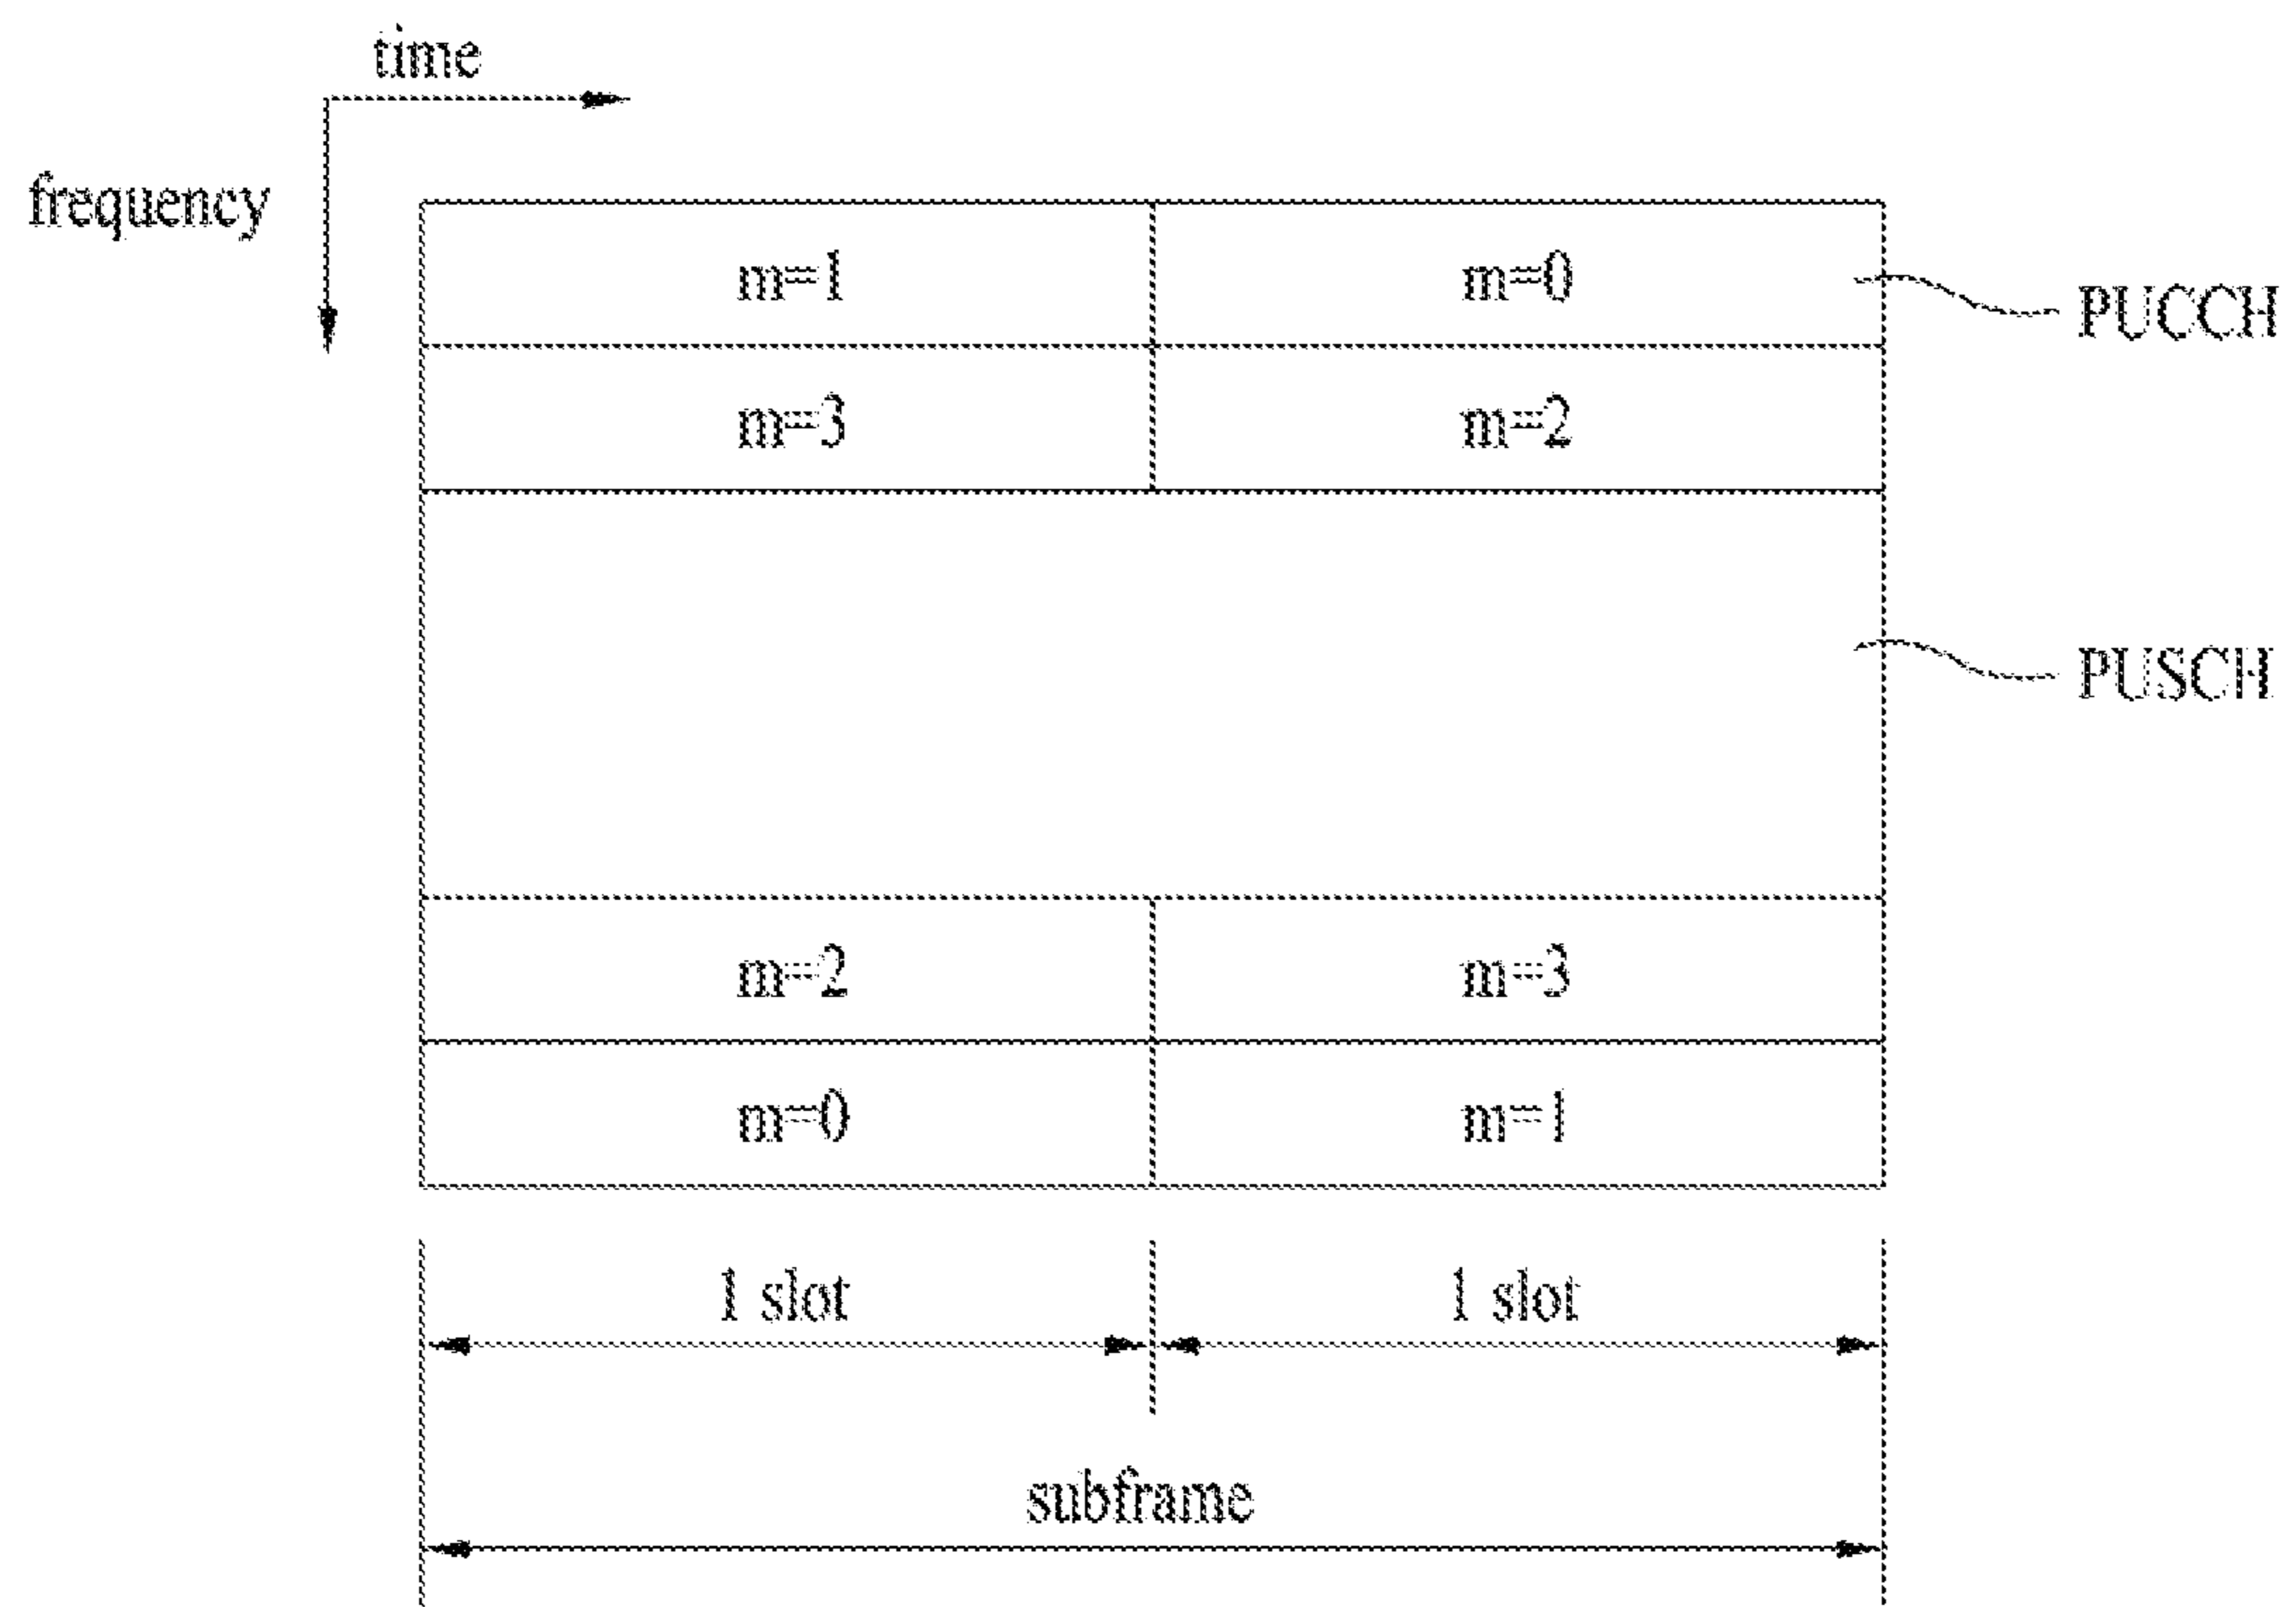 time
frequency
m=1 m=0
PUCCH
m=3 m=2
PUSCH
m=2 m=3
m=0 m=1
1 slot 1 slot
subframe